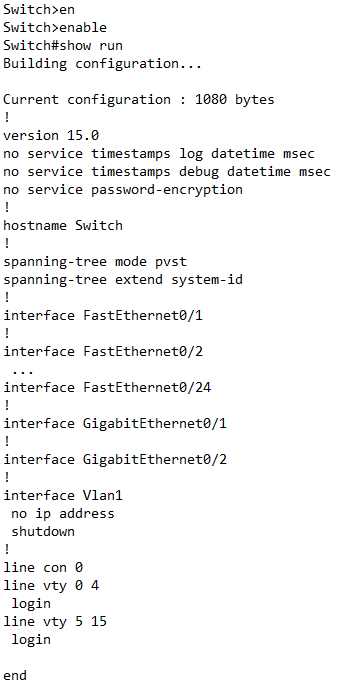 Switch>en
Switch>enable
Switch#show run
Building configuration...

Current configuration : 1080 bytes
!
version 15.0
no service timestamps log datetime msec
no service timestamps debug datetime msec
no service password-encryption
!
hostname Switch
!
spanning-tree mode pvst
spanning-tree extend system-id
!
interface FastEthernet0/1
!
interface FastEthernet0/2
 ...
interface FastEthernet0/24
!
interface GigabitEthernet0/1
!
interface GigabitEthernet0/2
!
interface Vlan1
 no ip address
 shutdown
!
line con 0
line vty 0 4
 login
line vty 5 15
 login

end